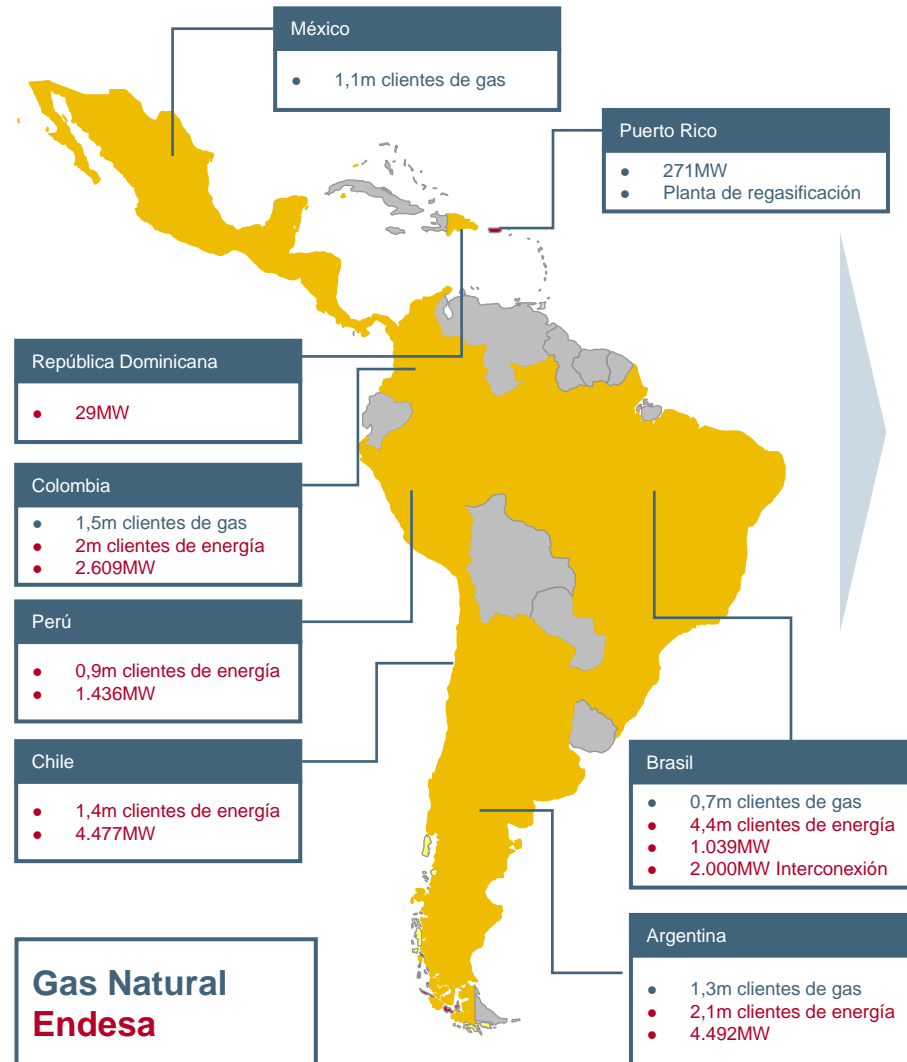 México
● 1,1m clientes de gas
Puerto Rico
● 271MW
● Planta de regasificación
República Dominicana
● 29MW
Colombia
● 1,5m clientes de gas
● 2m clientes de energía
● 2.609MW
Perú
● 0,9m clientes de energía
● 1.436MW
Chile
● 1,4m clientes de energía
● 4.477MW
Brasil
● 0,7m clientes de gas
● 4,4m clientes de energía
● 1.039MW
● 2.000MW Interconexión
Argentina
● 1,3m clientes de gas
● 2,1m clientes de energía
● 4.492MW
Gas Natural
Endesa